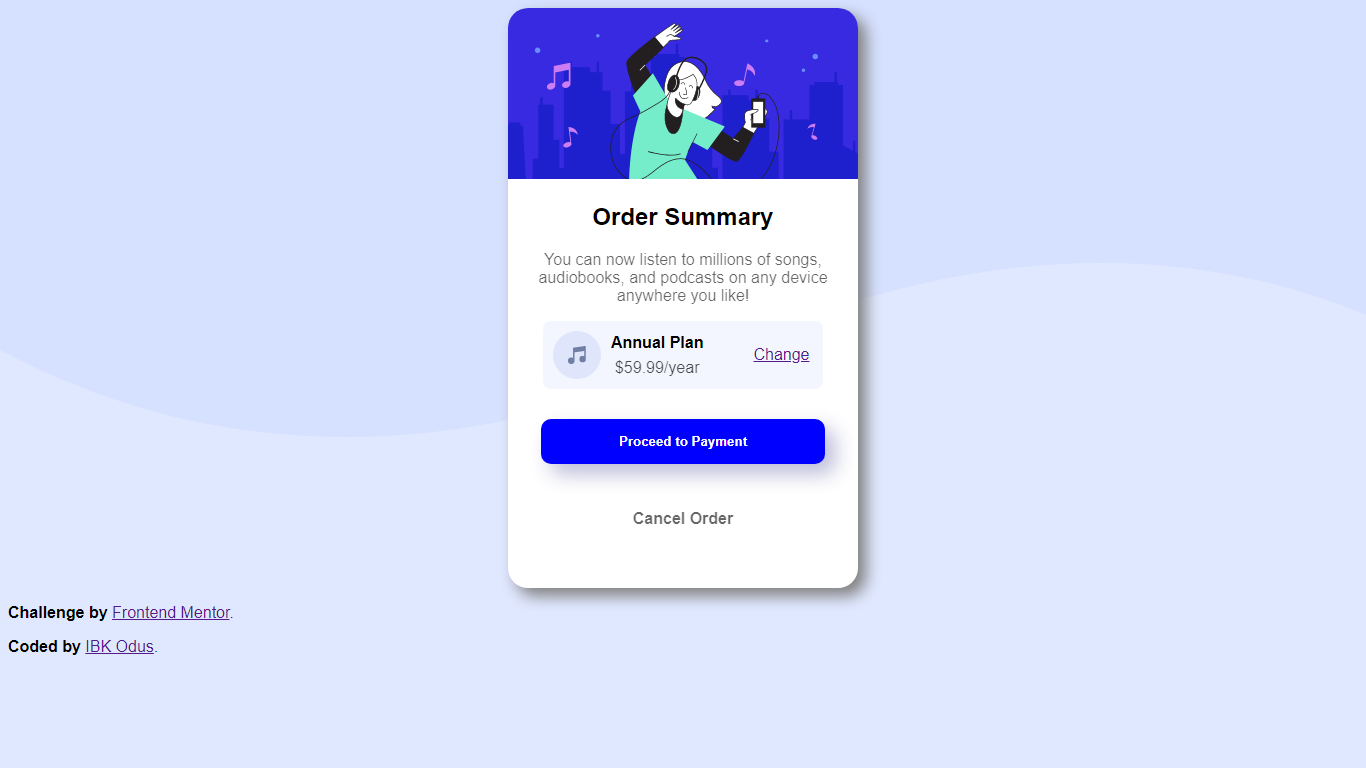 Order Summary
You can now listen to millions of songs,
audiobooks, and podcasts on any device
anywhere you like!
Annual Plan
$59.99/year
Change
Proceed to Payment
Cancel Order
Challenge by Frontend Mentor.
Coded by IBK Odus.